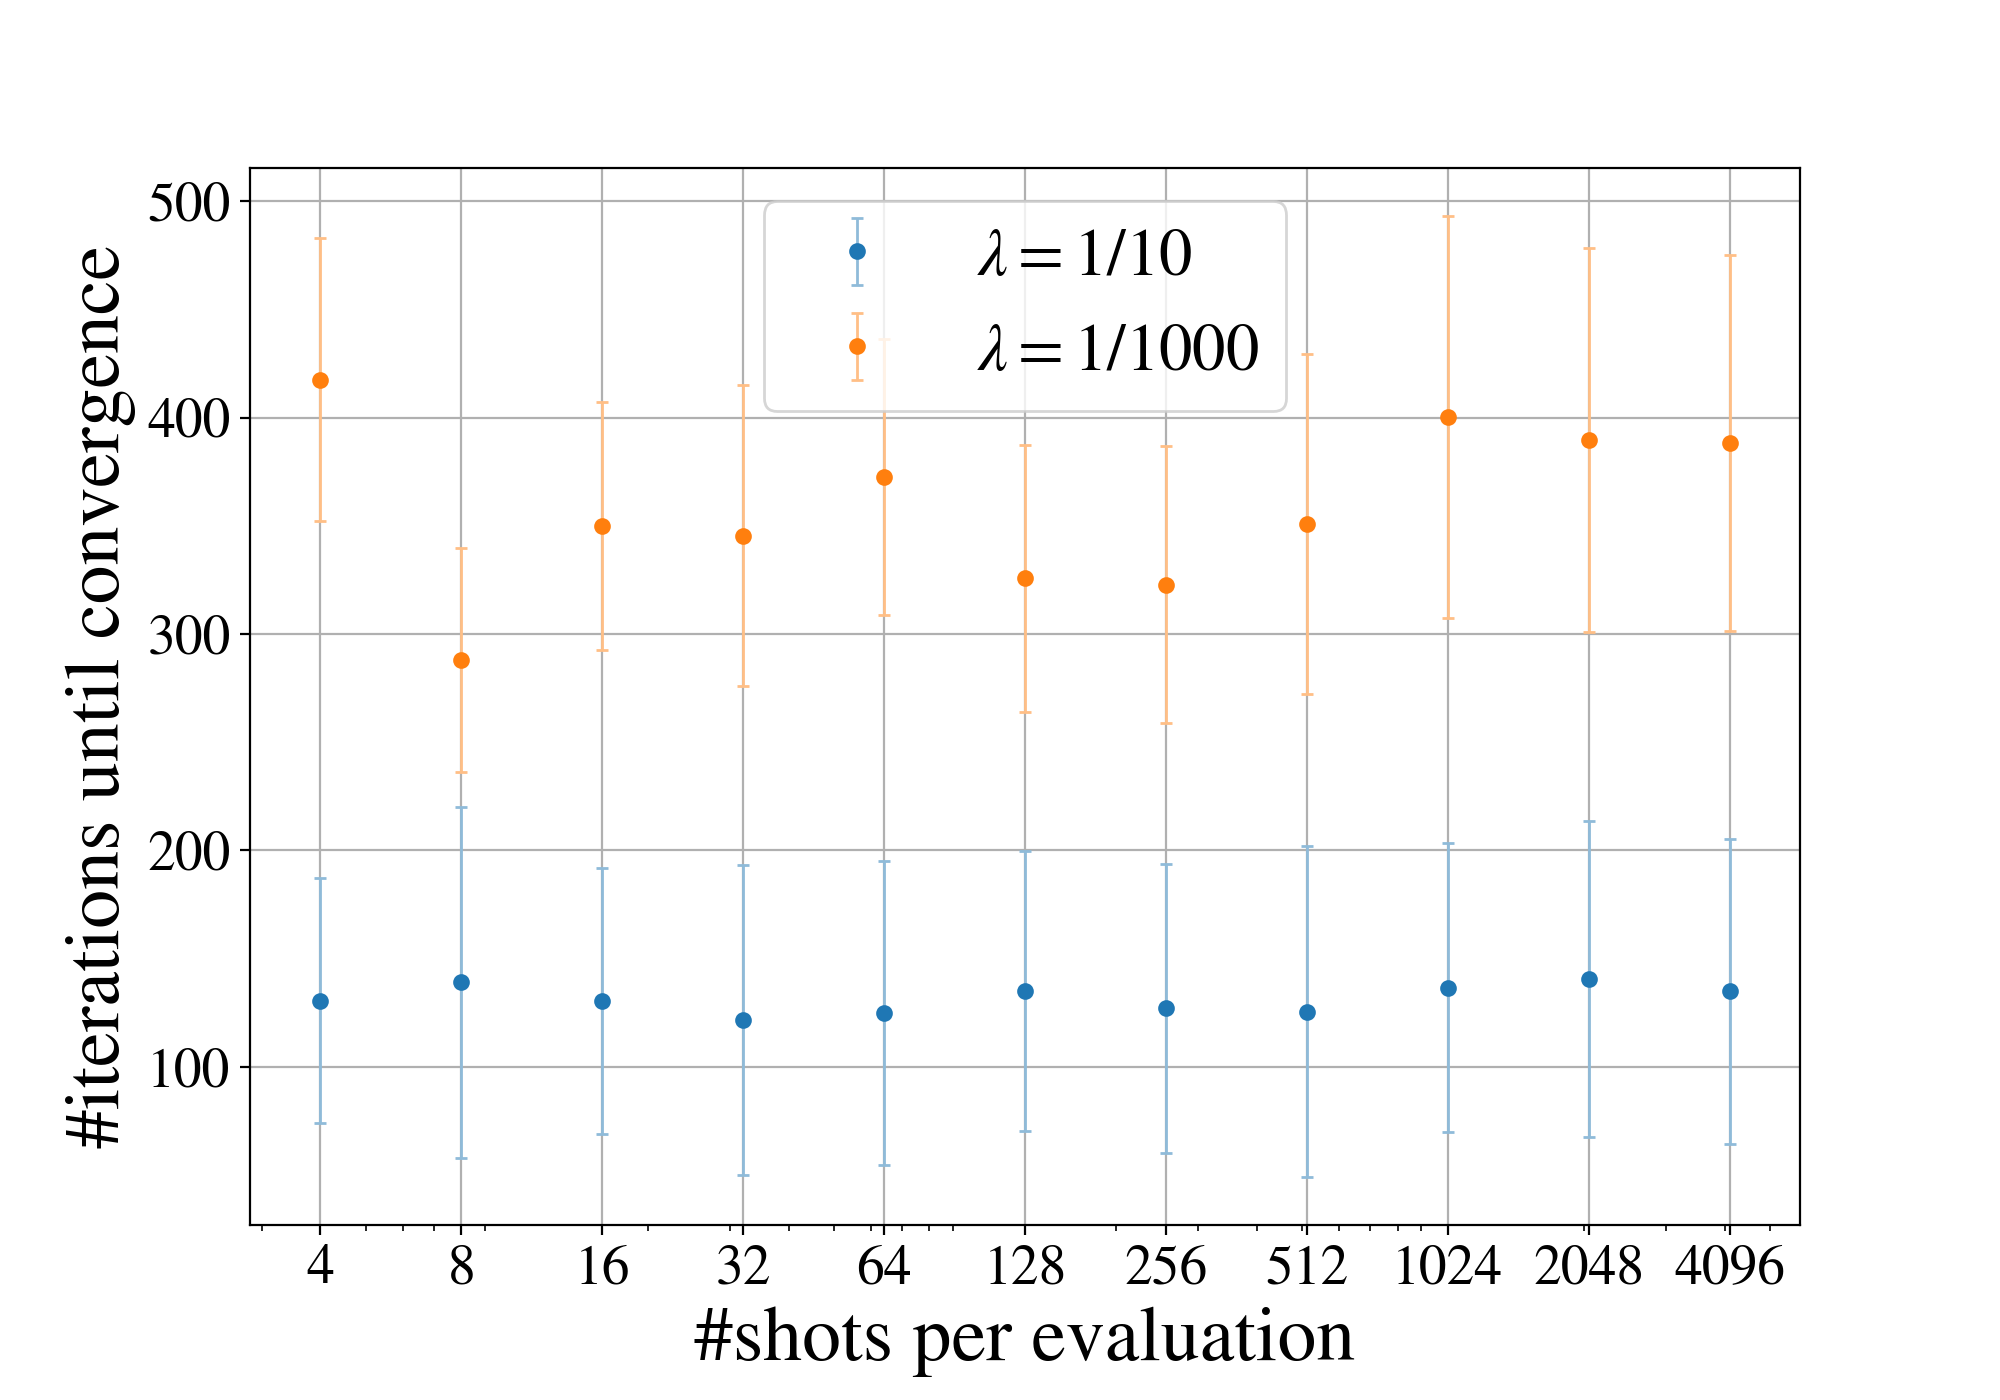 #iterations until convergence
500
400
300
200
100
λ = 1/10
λ = 1/1000
4 8 16 32 64 128 256 512 1024 2048 4096
#shots per evaluation